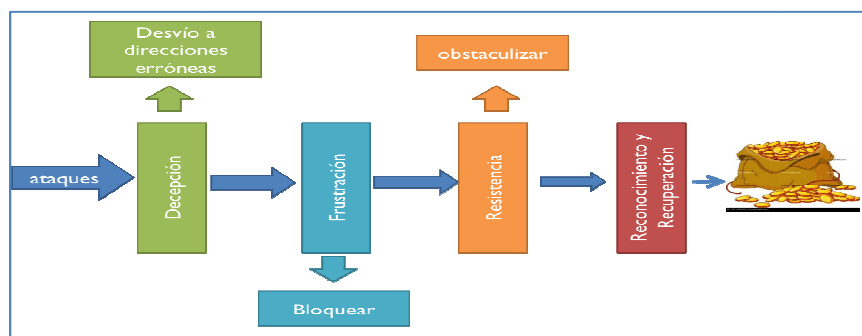 Desvío a
direcciones
erróneas
obstaculizar
ataques
Decepción
Frustración
Resistencia
Reconocimiento y
Recuperación
Bloquear